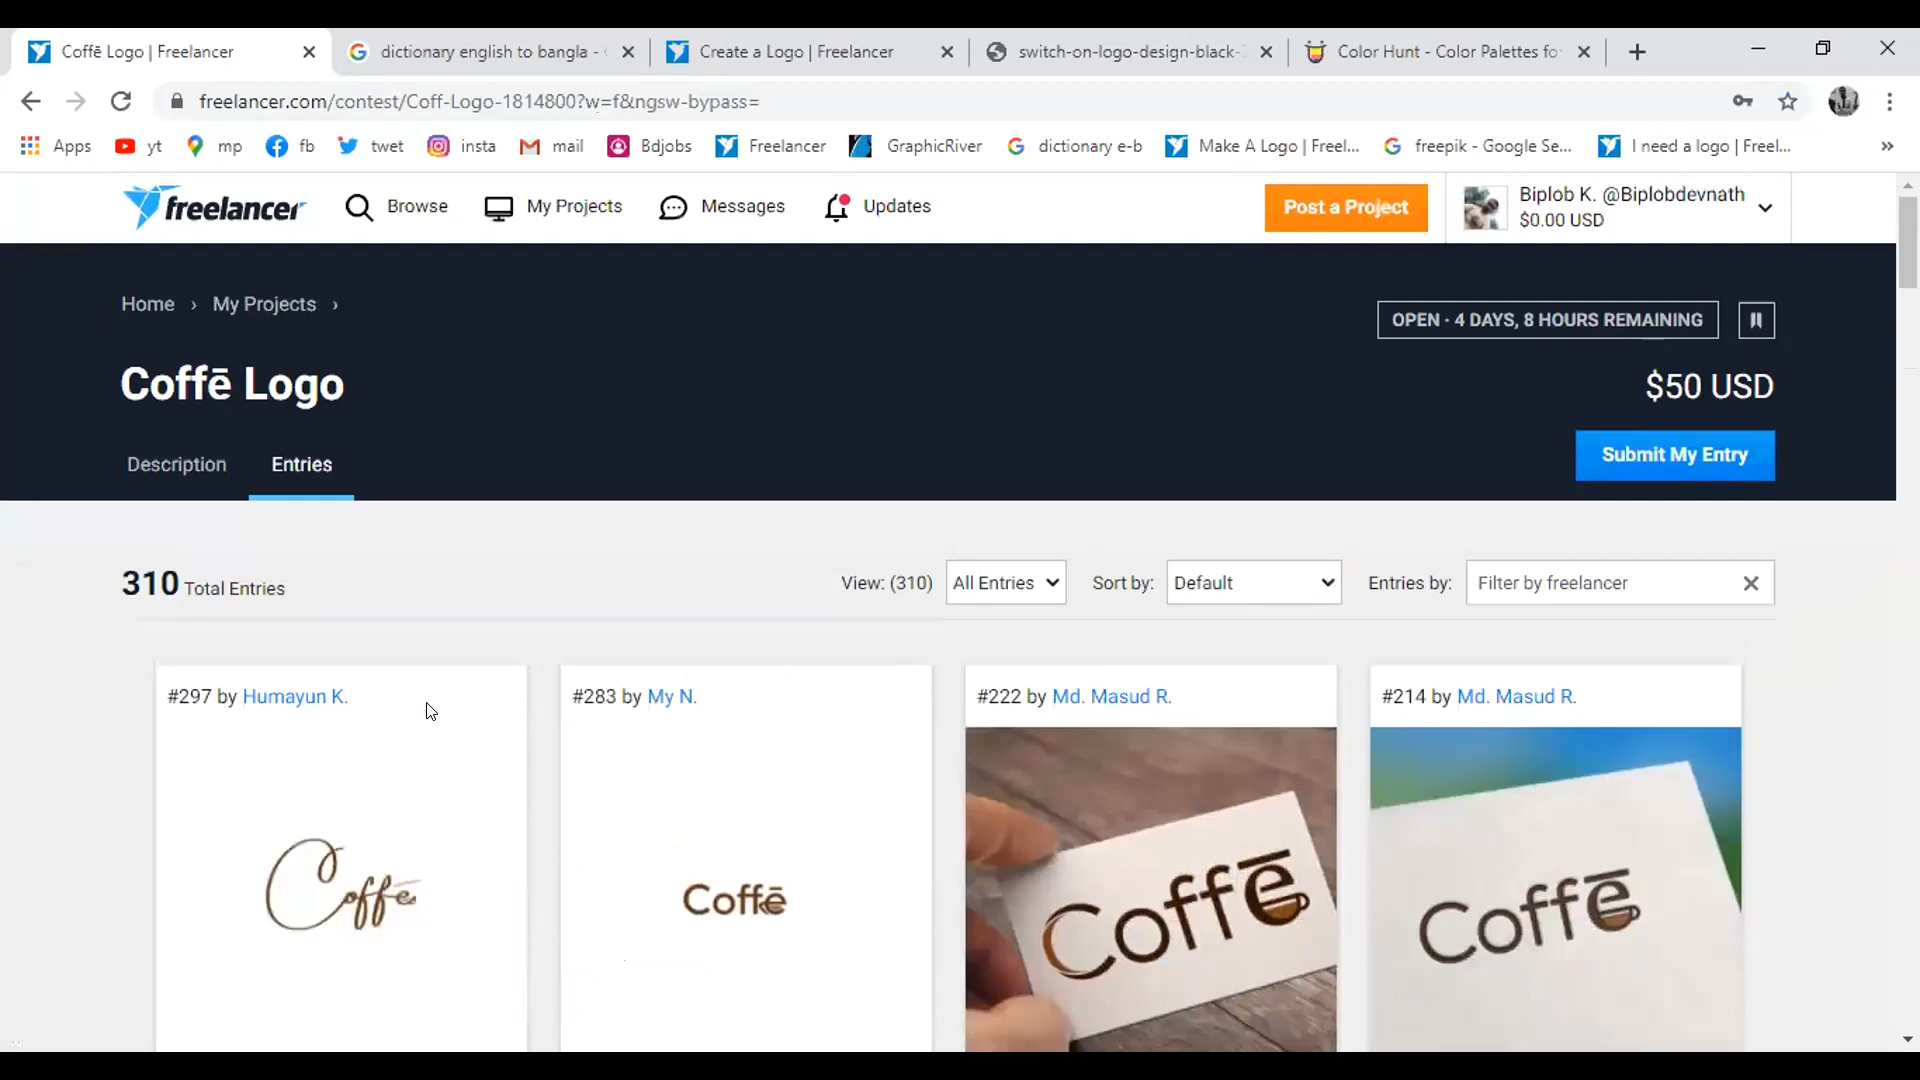 Coffē Logo | Freelancer
dictionary english to bangla -
Create a Logo | Freelancer
switch-on-logo-design-black-
Color Hunt - Color Palettes fo
freelancer.com/contest/Coff-Logo-1814800?w=f&ngsw-bypass=
Apps yt mp fb twet insta mail Bdjobs Freelancer GraphicRiver dictionary e-b Make A Logo | Freel... freepik - Google Se... I need a logo | Freel... »
freelancer Browse My Projects Messages Updates Post a Project
Biplob K. @Biplobdevnath
$0.00 USD
Home › My Projects ›
OPEN · 4 DAYS, 8 HOURS REMAINING
Coffē Logo
$50 USD
Description Entries
Submit My Entry
310 Total Entries
View: (310) All Entries Sort by: Default Entries by: Filter by freelancer
#297 by Humayun K.
#283 by My N.
#222 by Md. Masud R.
#214 by Md. Masud R.
Coffē
Coffē
Coffē
Coffē